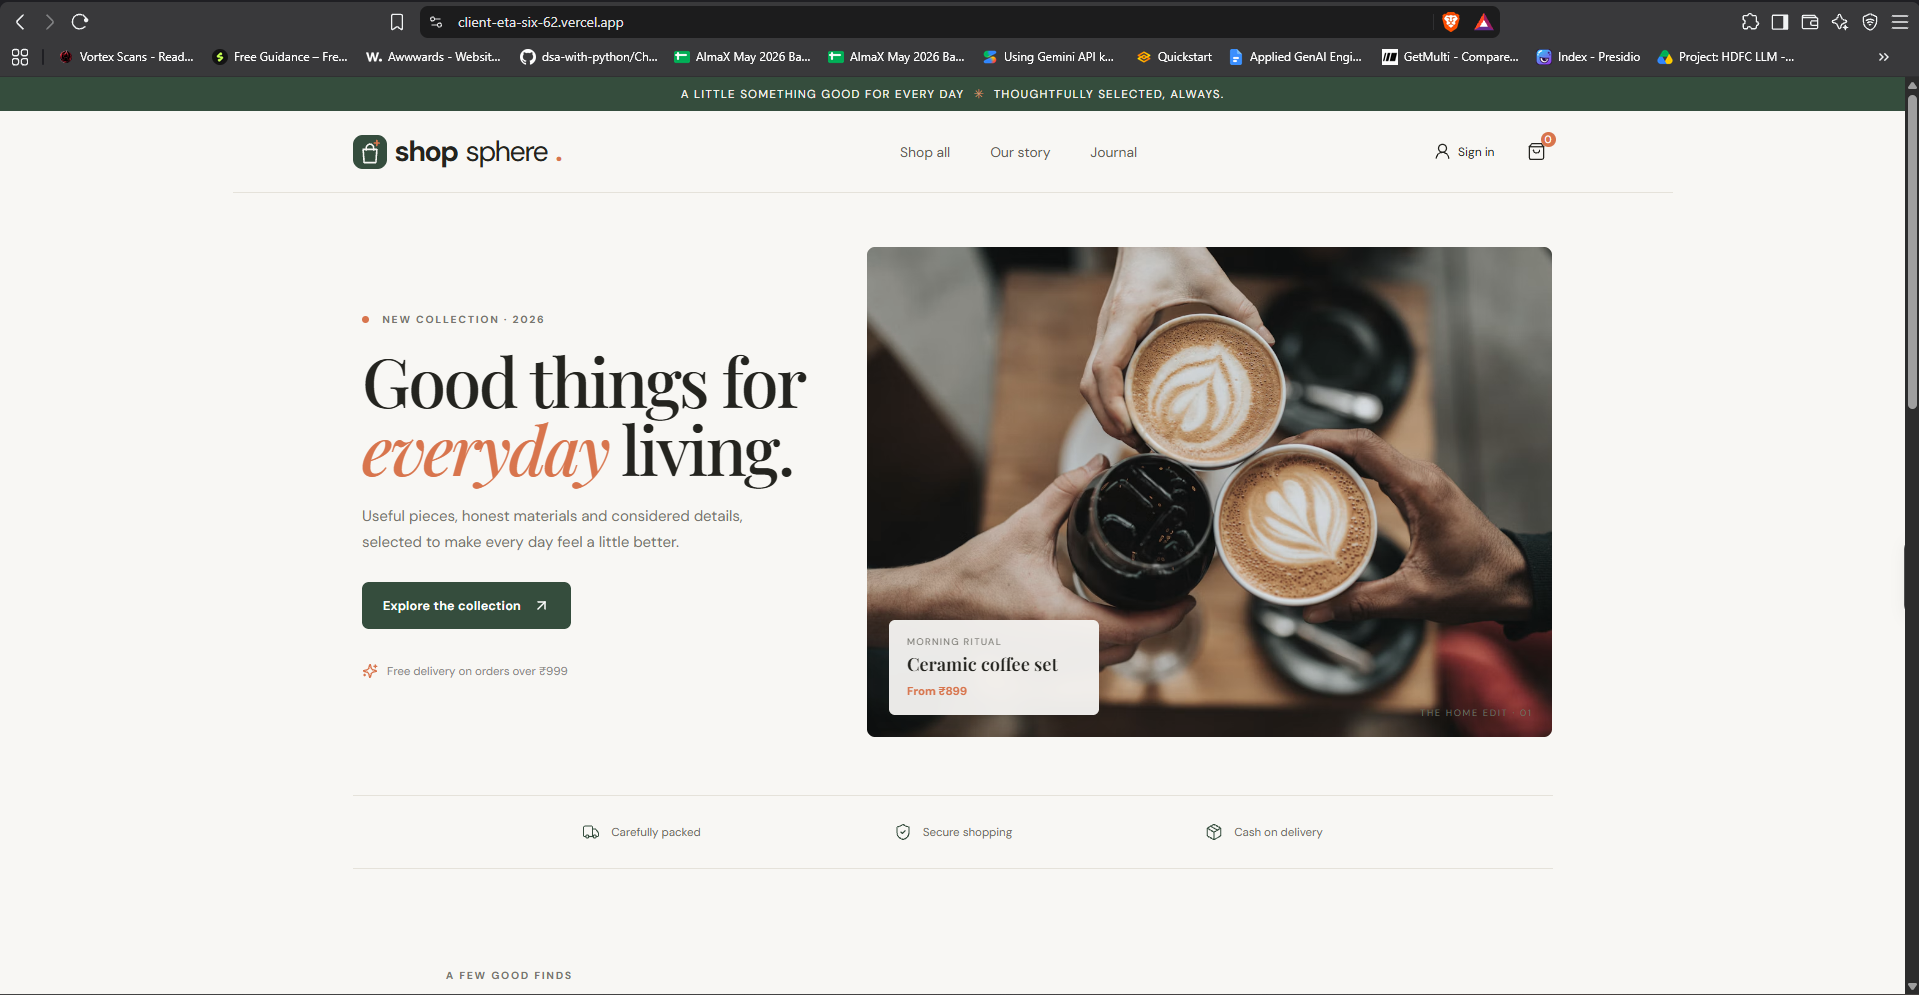 client-eta-six-62.vercel.app
Vortex Scans - Read...
Free Guidance – Fre...
W. Awwwards - Websit...
dsa-with-python/Ch...
AlmaX May 2026 Ba...
AlmaX May 2026 Ba...
Using Gemini API k...
Quickstart
Applied GenAI Engi...
GetMulti - Compare...
Index - Presidio
Project: HDFC LLM -...
A LITTLE SOMETHING GOOD FOR EVERY DAY ✳ THOUGHTFULLY SELECTED, ALWAYS.
shop sphere.
Shop all
Our story
Journal
Sign in
0
NEW COLLECTION · 2026
Good things for
everyday living.
Useful pieces, honest materials and considered details,
selected to make every day feel a little better.
Explore the collection
Free delivery on orders over ₹999
MORNING RITUAL
Ceramic coffee set
From ₹899
THE HOME EDIT · 01
Carefully packed
Secure shopping
Cash on delivery
A FEW GOOD FINDS